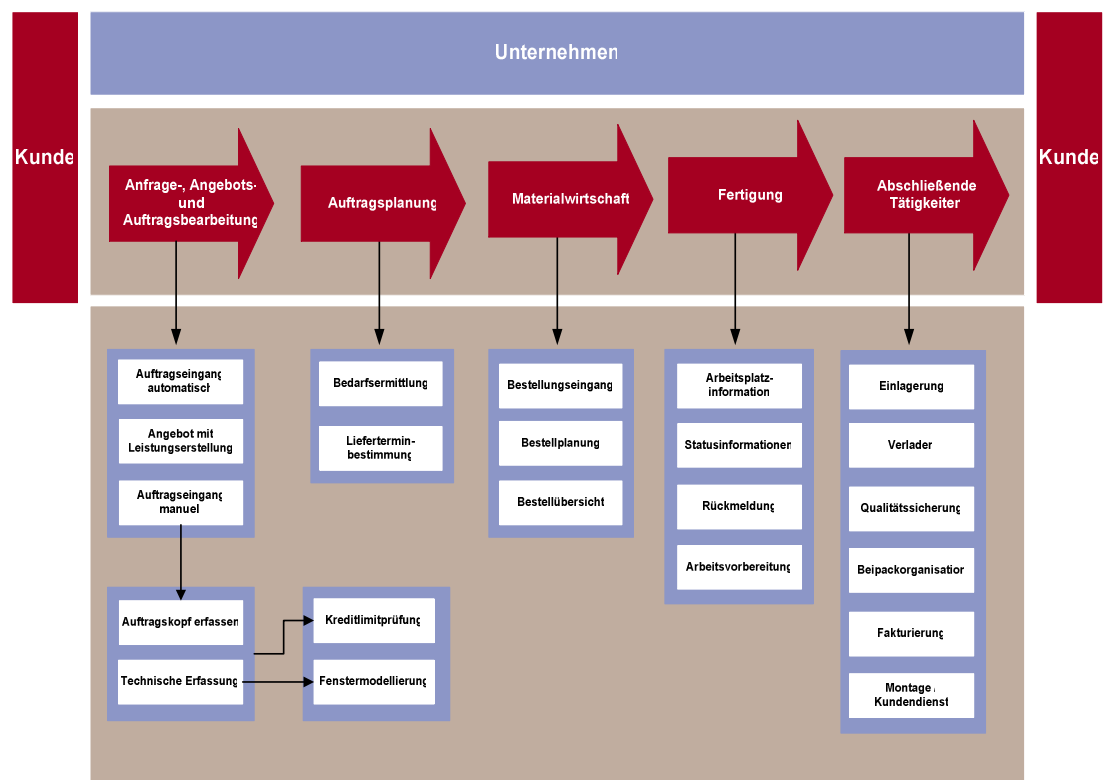 Unternehmen
Kunde
Kunde
Anfrage-, Angebots-
und
Auftragsbearbeitung
Auftragsplanung
Materialwirtschaft
Fertigung
Abschließende
Tätigkeiter
Auftragseingang
automatisch
Angebot mit
Leistungserstellung
Auftragseingang
manuel
Bedarfsermittlung
Liefertermin-
bestimmung
Bestellungseingang
Bestellplanung
Bestellübersicht
Arbeitsplatz-
information
Statusinformationen
Rückmeldung
Arbeitsvorbereitung
Einlagerung
Verladen
Qualitätssicherung
Beipackorganisation
Fakturierung
Montage /
Kundendienst
Auftragskopf erfassen
Technische Erfassung
Kreditlimitprüfung
Fenstermodellierung